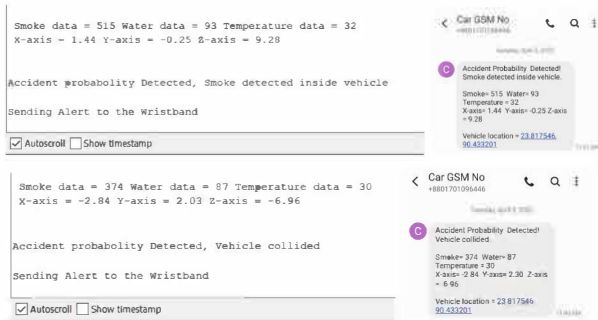 Smoke data = 515 Water data = 93 Temperature data = 32
X-axis = 1.44 Y-axis = -0.25 Z-axis = 9.28
Accident probabolity Detected, Smoke detected inside vehicle
Sending Alert to the Wristband
Autoscroll Show timestamp
Car GSM No
C
Accident Probability Detected!
Smoke detected inside vehicle.
Smoke= 515 Water= 93
Temperature = 32
X-axis= 1.44 Y-axis= -0.25 Z-axis
= 9.28
Vehicle location = 23.817546,
90.433201
Smoke data = 374 Water data = 87 Temperature data = 30
X-axis = -2.84 Y-axis = 2.03 Z-axis = -6.96
Accident probabolity Detected, Vehicle collided
Sending Alert to the Wristband
Autoscroll Show timestamp
Car GSM No
+8801701096446
C
Accident Probability Detected!
Vehicle collided.
Smoke= 374 Water= 87
Temperature = 30
X-axis= -2.84 Y-axis= 2.30 Z-axis
= -6.96
Vehicle location = 23.817546,
90.433201